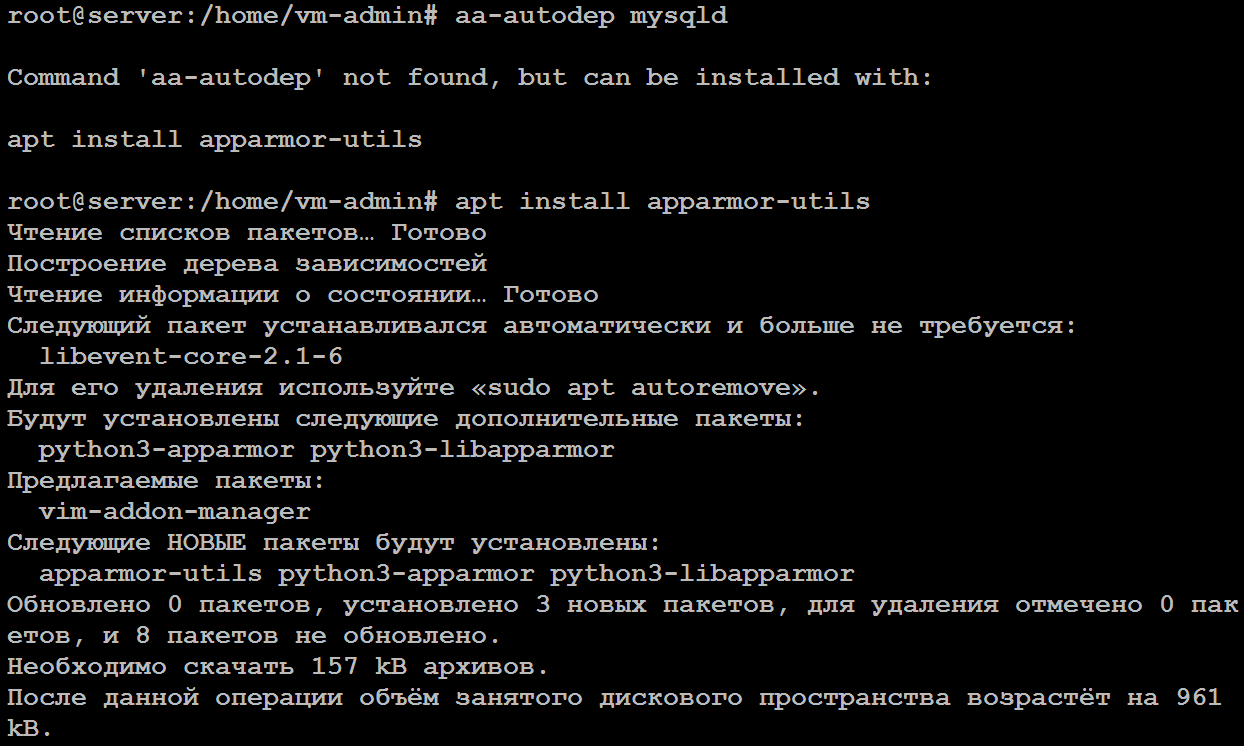 root@server:/home/vm-admin# aa-autodep mysqld
Command 'aa-autodep' not found, but can be installed with:
apt install apparmor-utils
root@server:/home/vm-admin# apt install apparmor-utils
Чтение списков пакетов… Готово
Построение дерева зависимостей
Чтение информации о состоянии… Готово
Следующий пакет устанавливался автоматически и больше не требуется:
  libevent-core-2.1-6
Для его удаления используйте «sudo apt autoremove».
Будут установлены следующие дополнительные пакеты:
  python3-apparmor python3-libapparmor
Предлагаемые пакеты:
  vim-addon-manager
Следующие НОВЫЕ пакеты будут установлены:
  apparmor-utils python3-apparmor python3-libapparmor
Обновлено 0 пакетов, установлено 3 новых пакетов, для удаления отмечено 0 пак
етов, и 8 пакетов не обновлено.
Необходимо скачать 157 kB архивов.
После данной операции объём занятого дискового пространства возрастёт на 961
kB.